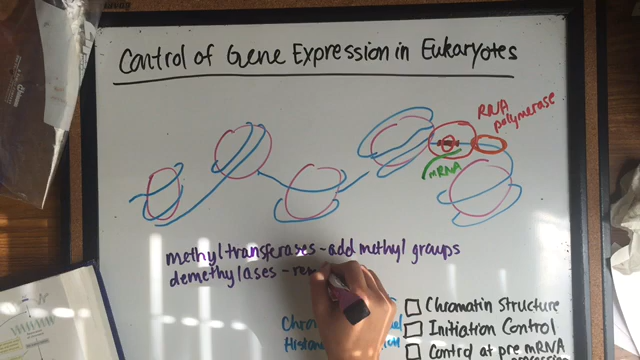 Control of Gene Expression in Eukaryotes
RNA
polymerase
mRNA
methyltransferases - add methyl groups
demethylases - rem
Chromatin Structure
Initiation Control
Control at pre mRNA